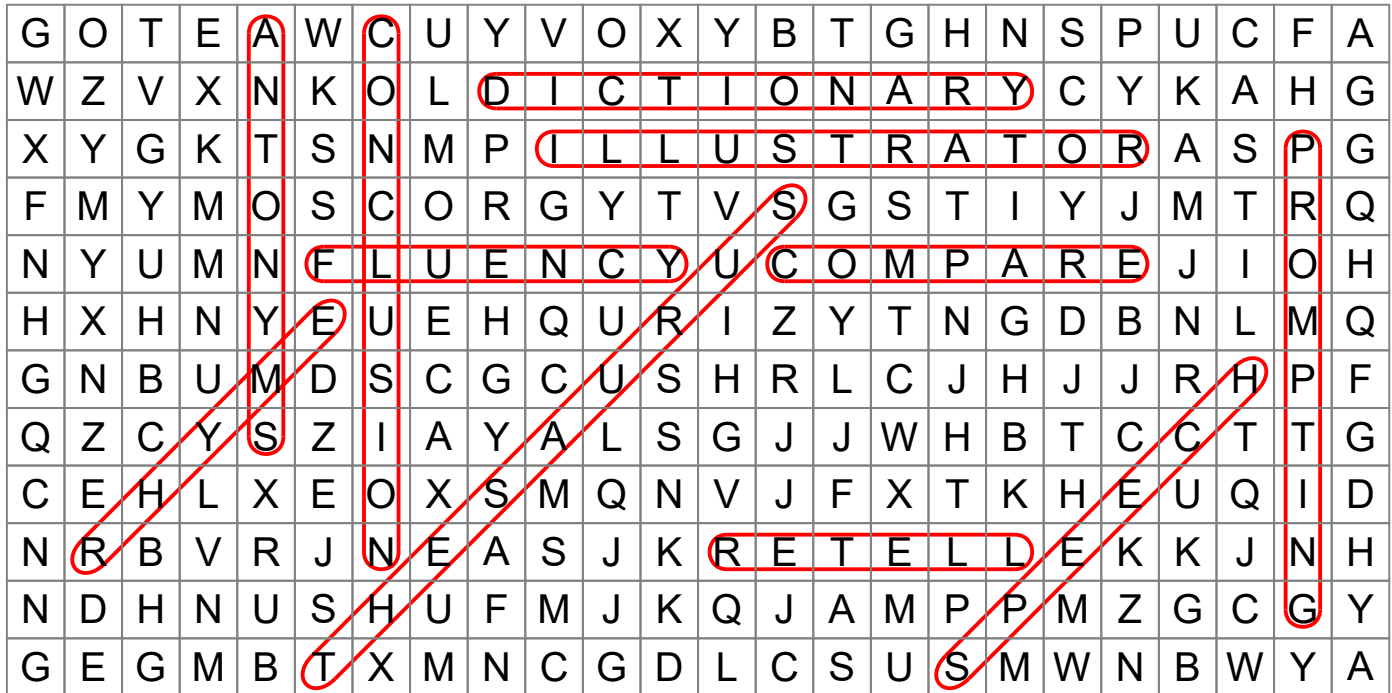 G O T E A W C U Y V O X Y B T G H N S P U C F A
W Z V X N K O L D I C T I O N A R Y C Y K A H G
X Y G K T S N M P I L L U S T R A T O R A S P G
F M Y M O S C O R G Y T V S G S T I Y J M T R Q
N Y U M N F L U E N C Y U C O M P A R E J I O H
H X H N Y E U E H Q U R I Z Y T N G D B N L M Q
G N B U M D S C G C U S H R L C J H J J R H P F
Q Z C Y S Z I A Y A L S G J J W H B T C C T T G
C E H L X E O X S M Q N V J F X T K H E U Q I D
N R B V R J N E A S J K R E T E L L E K K J N H
N D H N U S H U F M J K Q J A M P P M Z G C G Y
G E G M B T X M N C G D L C S U S M W N B W Y A